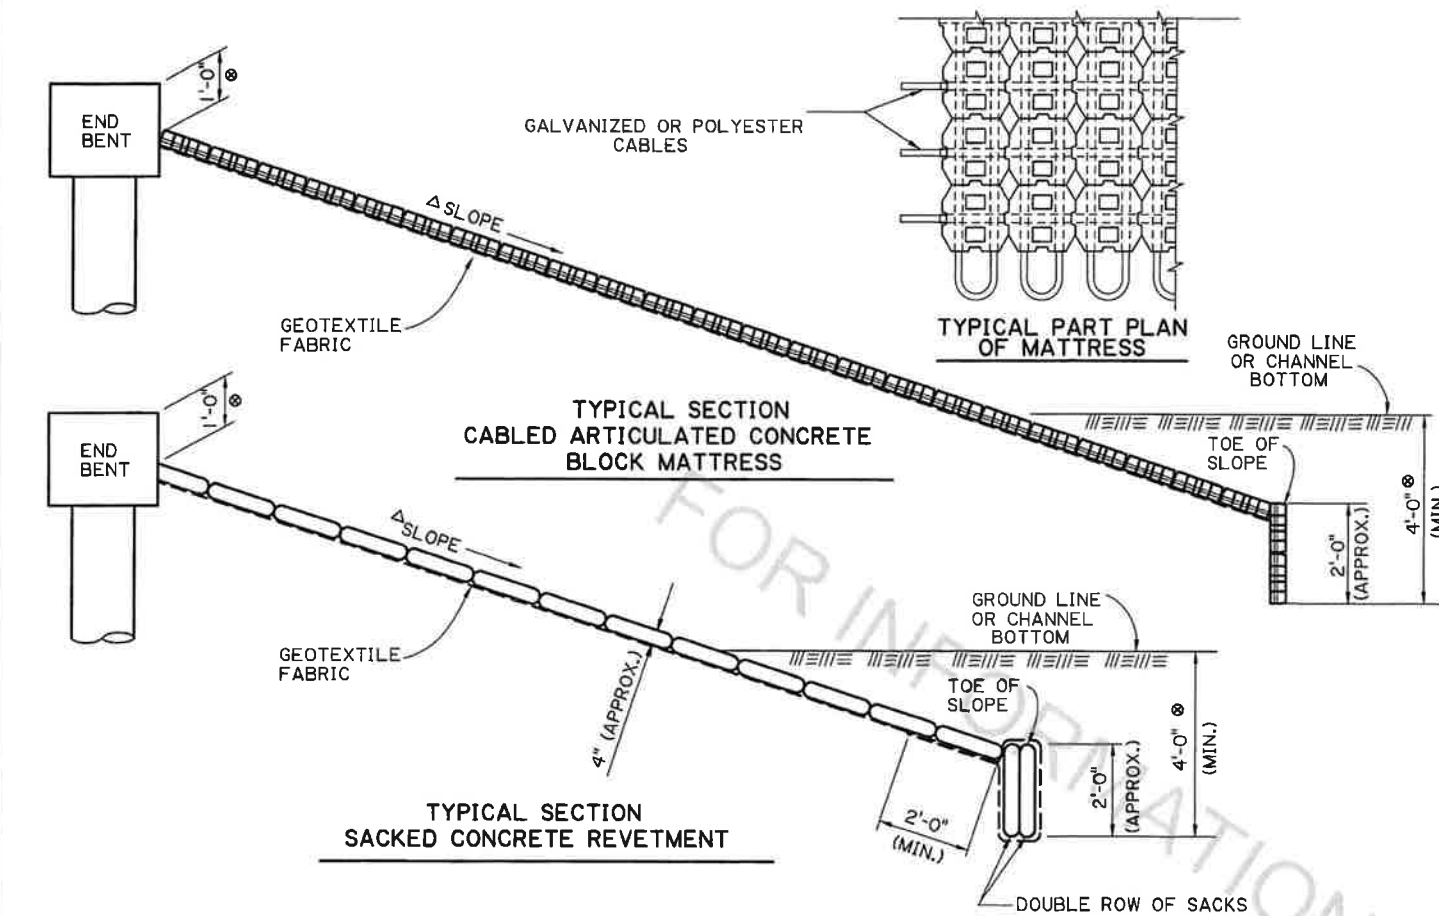 1'-0" ⊗
END
BENT
GALVANIZED OR POLYESTER
CABLES
Δ SLOPE
GEOTEXTILE
FABRIC
TYPICAL PART PLAN
OF MATTRESS
GROUND LINE
OR CHANNEL
BOTTOM
TYPICAL SECTION
CABLED ARTICULATED CONCRETE
BLOCK MATTRESS
TOE OF
SLOPE
2'-0"
(APPROX.)
4'-0" ⊗
(MIN.)
1'-0" ⊗
END
BENT
Δ SLOPE
GEOTEXTILE
FABRIC
4" (APPROX.)
GROUND LINE
OR CHANNEL
BOTTOM
TOE OF
SLOPE
2'-0"
(APPROX.)
4'-0" ⊗
(MIN.)
2'-0"
(MIN.)
TYPICAL SECTION
SACKED CONCRETE REVETMENT
DOUBLE ROW OF SACKS
FOR INFORMATION